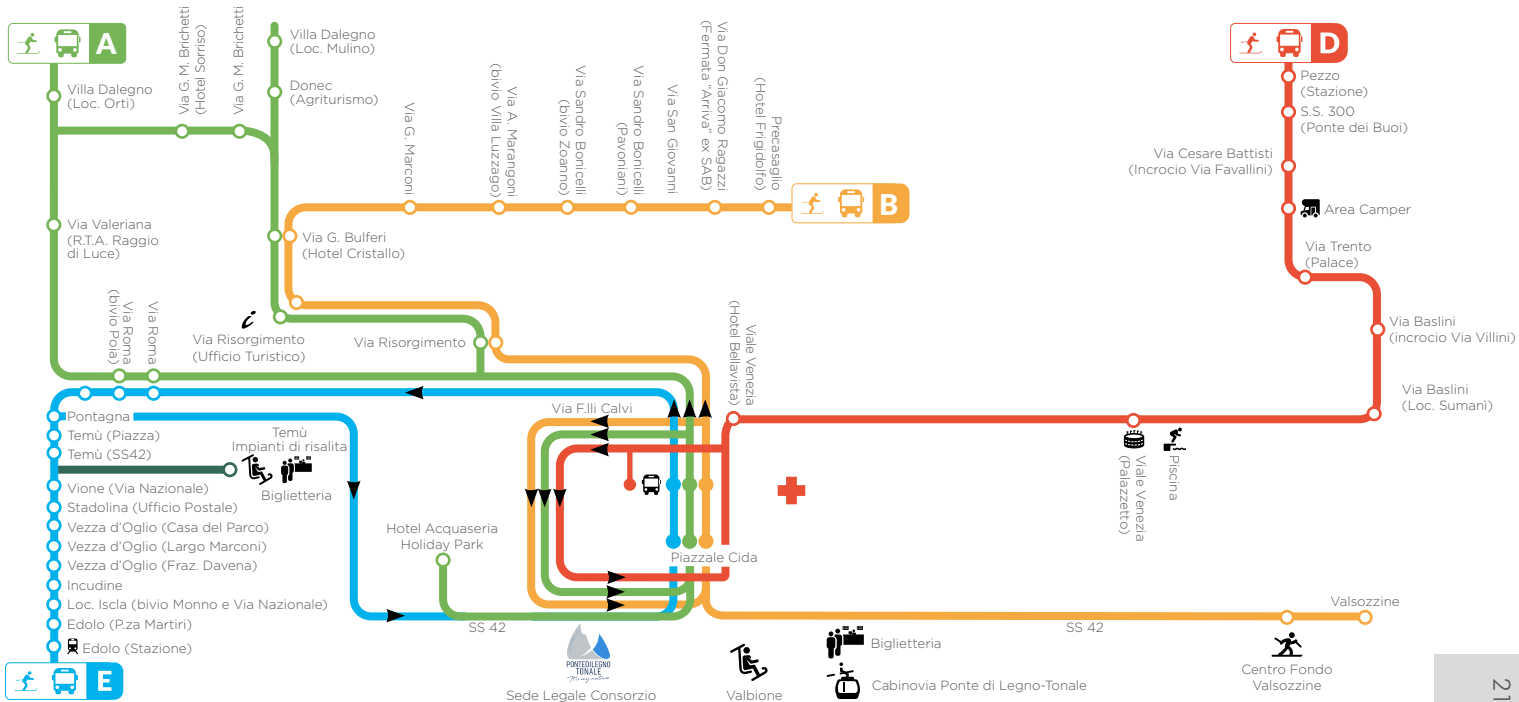 A
Villa Dalegno
(Loc. Orti)
Via G. M. Brichetti
(Hotel Sorriso)
Via G. M. Brichetti
Villa Dalegno
(Loc. Mulino)
Donec
(Agriturismo)
Via Valeriana
(R.T.A. Raggio
di Luce)
Via Roma
(bivio Poia)
Via Roma
Via Risorgimento
(Ufficio Turistico)
Via Risorgimento
Via G. Marconi
Via A. Marangoni
(bivio Villa Luzzago)
Via Sandro Bonicelli
(bivio Zoanno)
Via Sandro Bonicelli
(Pavoniani)
Via San Giovanni
Via Don Giacomo Ragazzi
(Fermata "Arriva" ex SAB)
Precasaglio
(Hotel Frigidolfo)
B
Via G. Bulferi
(Hotel Cristallo)
D
Pezzo
(Stazione)
S.S. 300
(Ponte dei Buoi)
Via Cesare Battisti
(Incrocio Via Favallini)
Area Camper
Via Trento
(Palace)
Via Baslini
(incrocio Via Villini)
Via Baslini
(Loc. Sumanì)
Viale Venezia
(Hotel Bellavista)
Viale Venezia
(Palazzetto)
Piscina
Via F.lli Calvi
Pontagna
Temù (Piazza)
Temù (SS42)
Temù
Impianti di risalita
Biglietteria
Vione (Via Nazionale)
Stadolina (Ufficio Postale)
Vezza d'Oglio (Casa del Parco)
Vezza d'Oglio (Largo Marconi)
Vezza d'Oglio (Fraz. Davena)
Incudine
Loc. Iscla (bivio Monno e Via Nazionale)
Edolo (P.za Martiri)
Edolo (Stazione)
E
Hotel Acquaseria
Holiday Park
Piazzale Cida
SS 42
SS 42
Valsozzine
Centro Fondo
Valsozzine
PONTEDILEGNO
TONALE
Sede Legale Consorzio
Valbione
Biglietteria
Cabinovia Ponte di Legno-Tonale
21